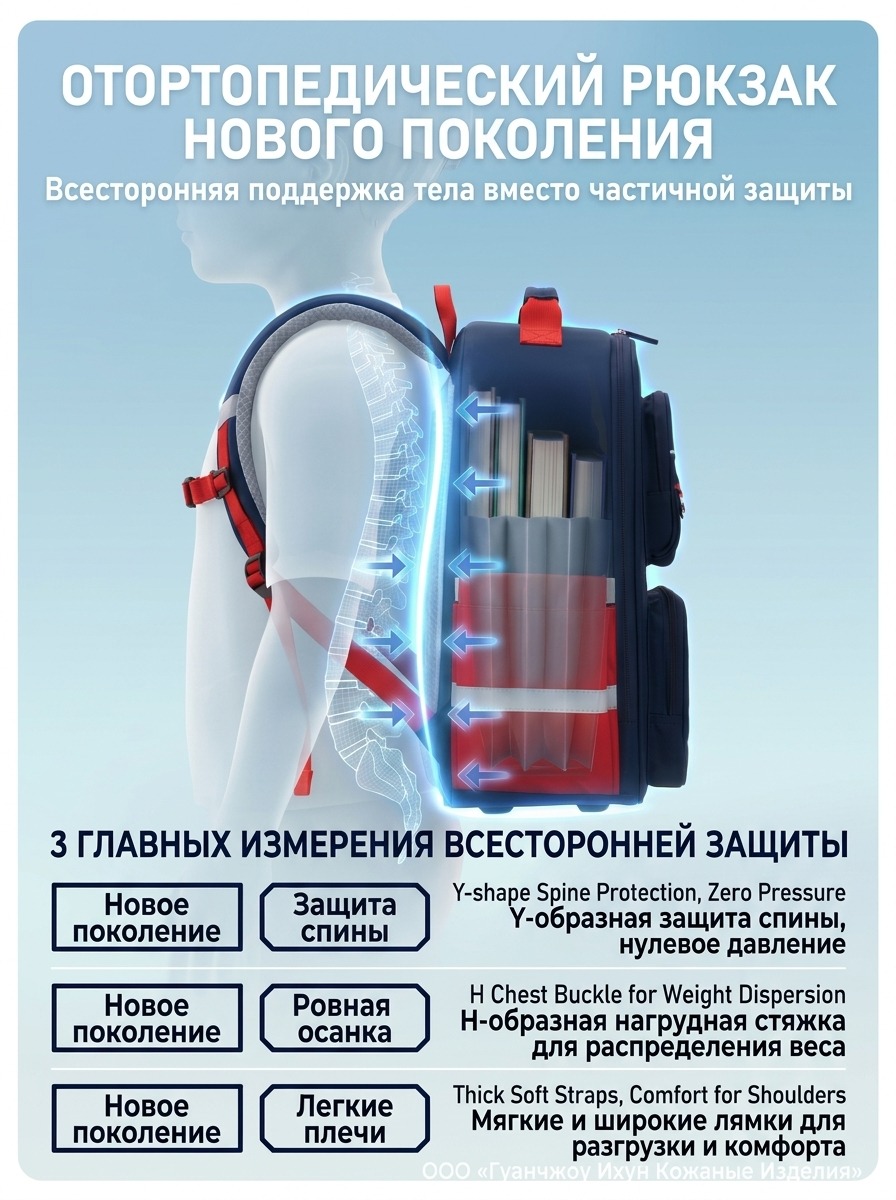 ОТОРТОПЕДИЧЕСКИЙ РЮКЗАК
НОВОГО ПОКОЛЕНИЯ
Всесторонняя поддержка тела вместо частичной защиты
3 ГЛАВНЫХ ИЗМЕРЕНИЯ ВСЕСТОРОННЕЙ ЗАЩИТЫ
Новое
поколение
Защита
спины
Y-shape Spine Protection, Zero Pressure
Y-образная защита спины,
нулевое давление
Новое
поколение
Ровная
осанка
H Chest Buckle for Weight Dispersion
Н-образная нагрудная стяжка
для распределения веса
Новое
поколение
Легкие
плечи
Thick Soft Straps, Comfort for Shoulders
Мягкие и широкие лямки для
разгрузки и комфорта
ООО «Гуанчжоу Ихун Кожаные Изделия»